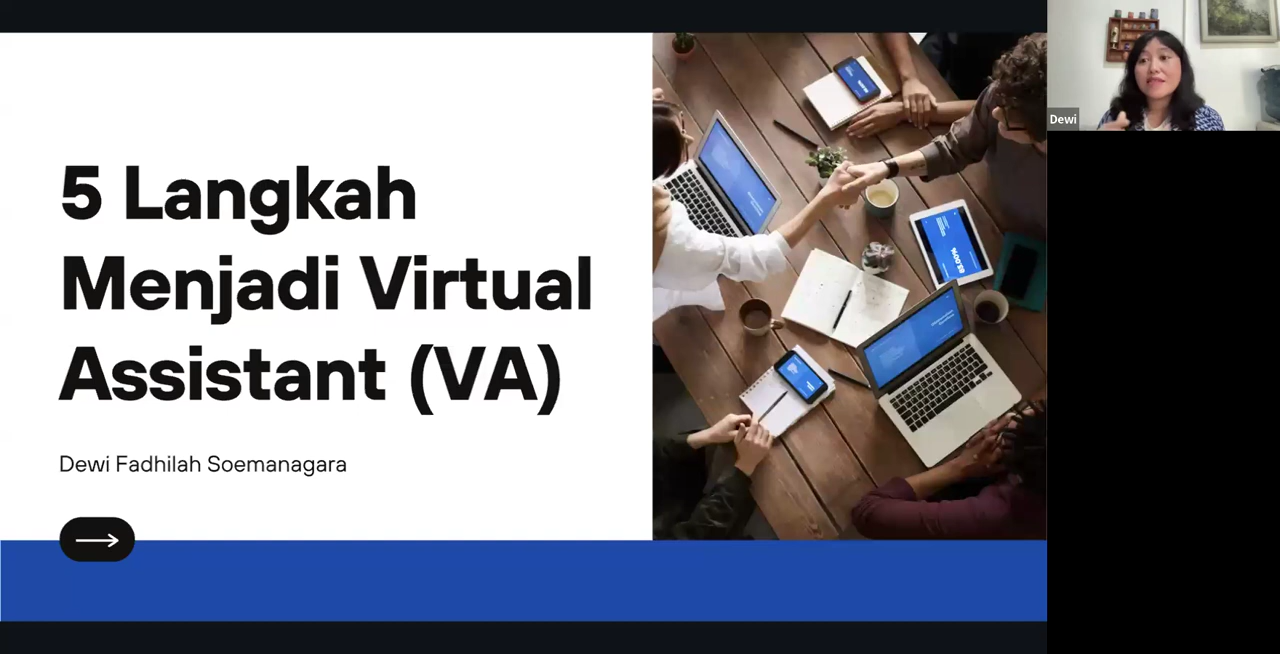 5 Langkah
Menjadi Virtual
Assistant (VA)
Dewi Fadhilah Soemanagara
Dewi